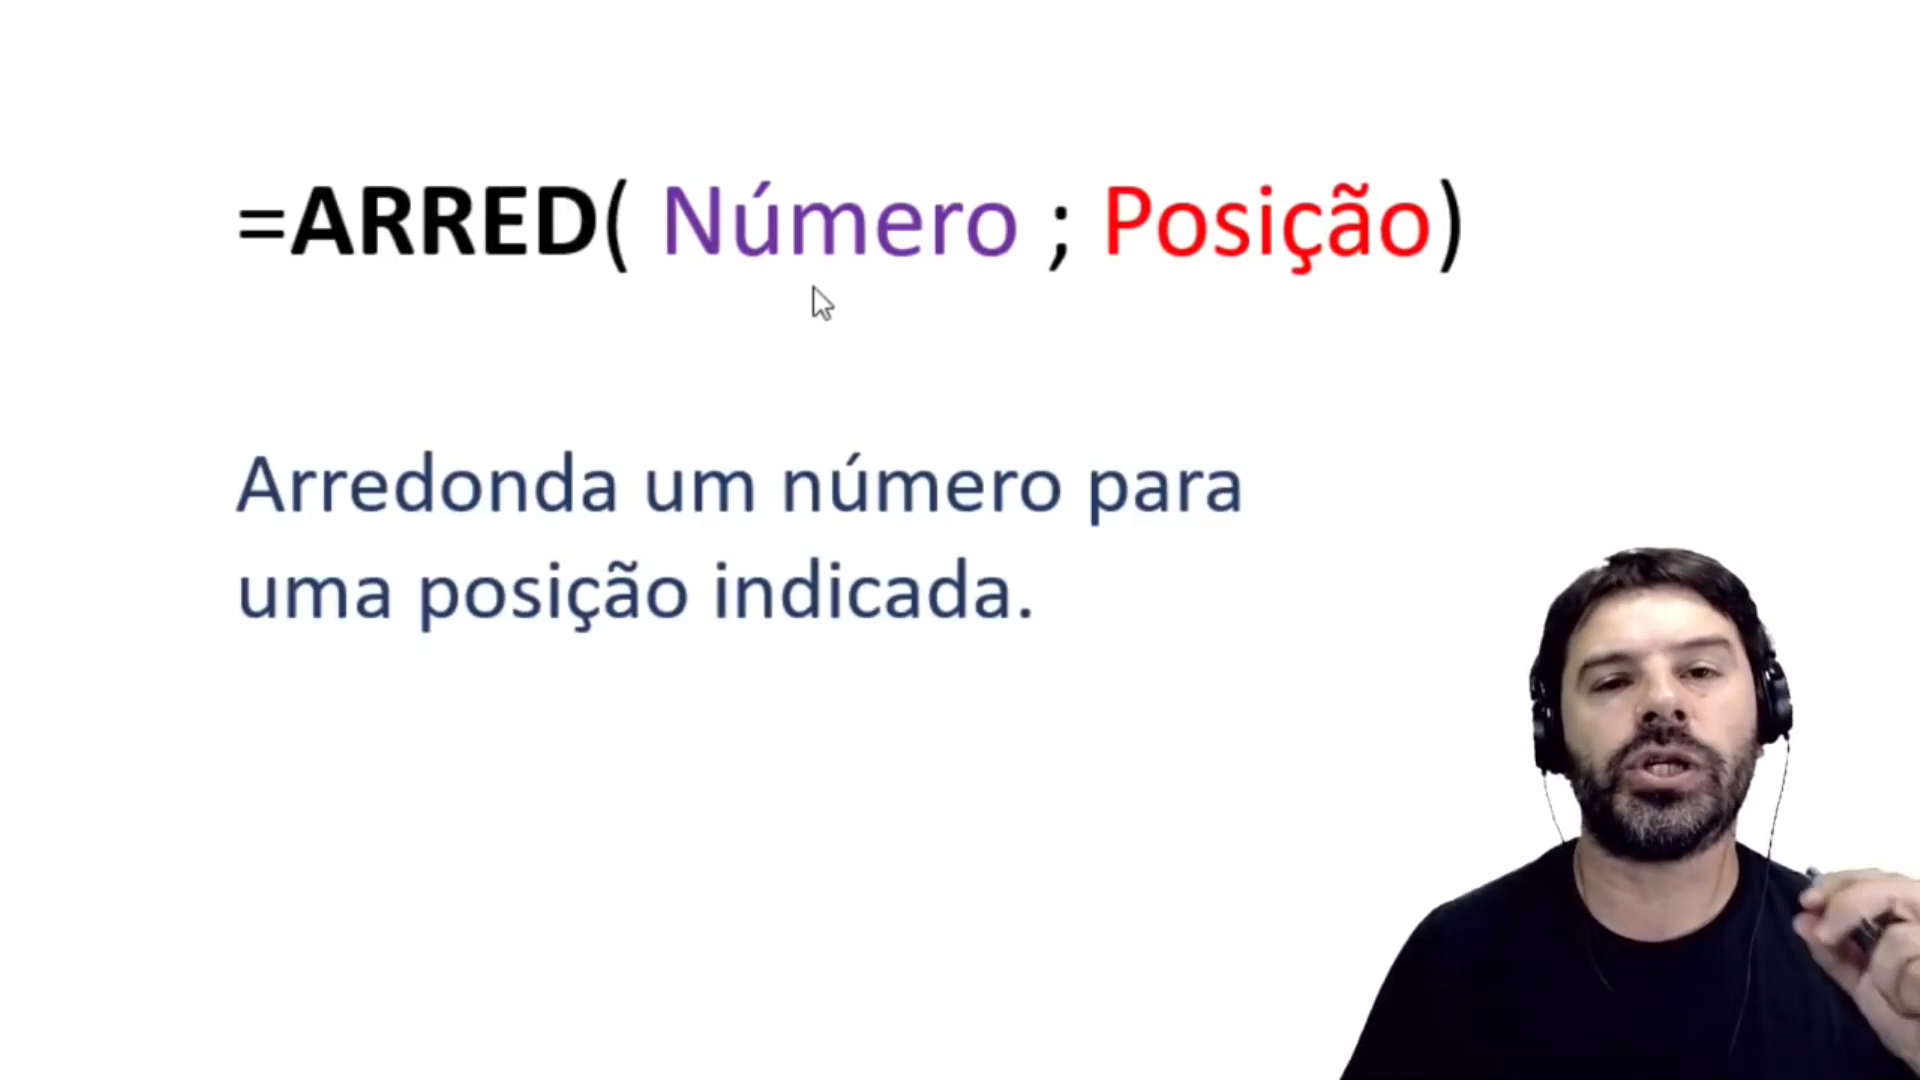 =ARRED( Número ; Posição)
Arredonda um número para
uma posição indicada.